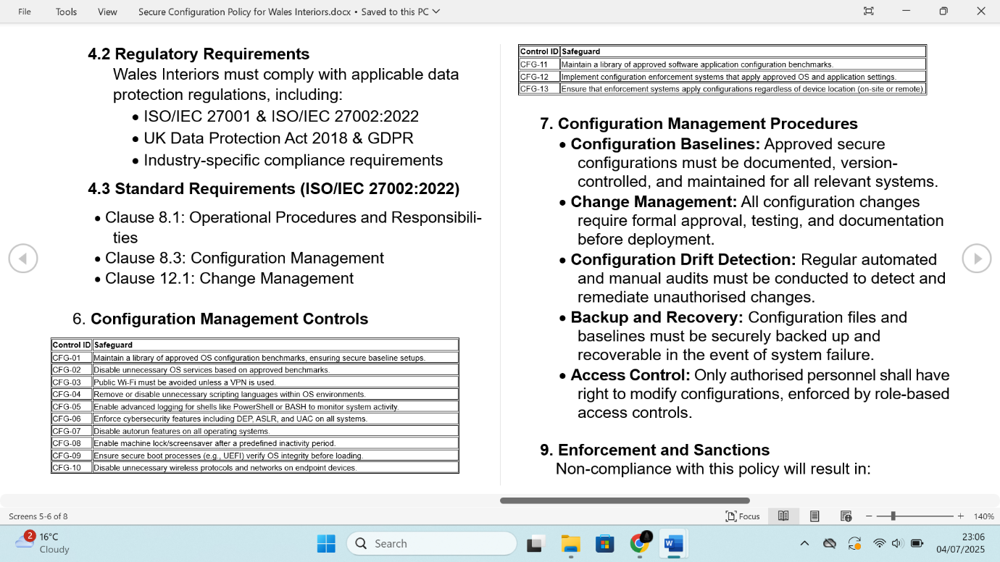 File Tools View Secure Configuration Policy for Wales Interiors.docx • Saved to this PC
4.2 Regulatory Requirements
Wales Interiors must comply with applicable data
protection regulations, including:
• ISO/IEC 27001 & ISO/IEC 27002:2022
• UK Data Protection Act 2018 & GDPR
• Industry-specific compliance requirements
4.3 Standard Requirements (ISO/IEC 27002:2022)
• Clause 8.1: Operational Procedures and Responsibili-
ties
• Clause 8.3: Configuration Management
• Clause 12.1: Change Management
6. Configuration Management Controls
Control ID Safeguard
CFG-01 Maintain a library of approved OS configuration benchmarks, ensuring secure baseline setups.
CFG-02 Disable unnecessary OS services based on approved benchmarks.
CFG-03 Public Wi-Fi must be avoided unless a VPN is used.
CFG-04 Remove or disable unnecessary scripting languages within OS environments.
CFG-05 Enable advanced logging for shells like PowerShell or BASH to monitor system activity.
CFG-06 Enforce cybersecurity features including DEP, ASLR, and UAC on all systems.
CFG-07 Disable autorun features on all operating systems.
CFG-08 Enable machine lock/screensaver after a predefined inactivity period.
CFG-09 Ensure secure boot processes (e.g., UEFI) verify OS integrity before loading.
CFG-10 Disable unnecessary wireless protocols and networks on endpoint devices.
Control ID Safeguard
CFG-11 Maintain a library of approved software application configuration benchmarks.
CFG-12 Implement configuration enforcement systems that apply approved OS and application settings.
CFG-13 Ensure that enforcement systems apply configurations regardless of device location (on-site or remote).
7. Configuration Management Procedures
• Configuration Baselines: Approved secure
configurations must be documented, version-
controlled, and maintained for all relevant systems.
• Change Management: All configuration changes
require formal approval, testing, and documentation
before deployment.
• Configuration Drift Detection: Regular automated
and manual audits must be conducted to detect and
remediate unauthorised changes.
• Backup and Recovery: Configuration files and
baselines must be securely backed up and
recoverable in the event of system failure.
• Access Control: Only authorised personnel shall have
right to modify configurations, enforced by role-based
access controls.
9. Enforcement and Sanctions
Non-compliance with this policy will result in:
Screens 5-6 of 8 Focus 140%
2 16°C
Cloudy
Search
23:06
04/07/2025